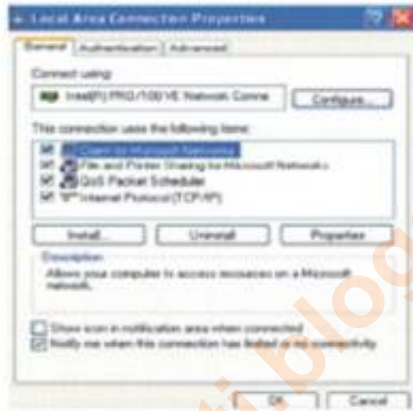 Local Area Connection Properties
General Authentication Advanced
Connect using:
Intel(R) PRO/100 VE Network Conne Configure...
This connection uses the following items:
Client for Microsoft Networks
File and Printer Sharing for Microsoft Networks
QoS Packet Scheduler
Internet Protocol (TCP/IP)
Install... Uninstall Properties
Description
Allows your computer to access resources on a Microsoft
network.
Show icon in notification area when connected
Notify me when this connection has limited or no connectivity
OK Cancel